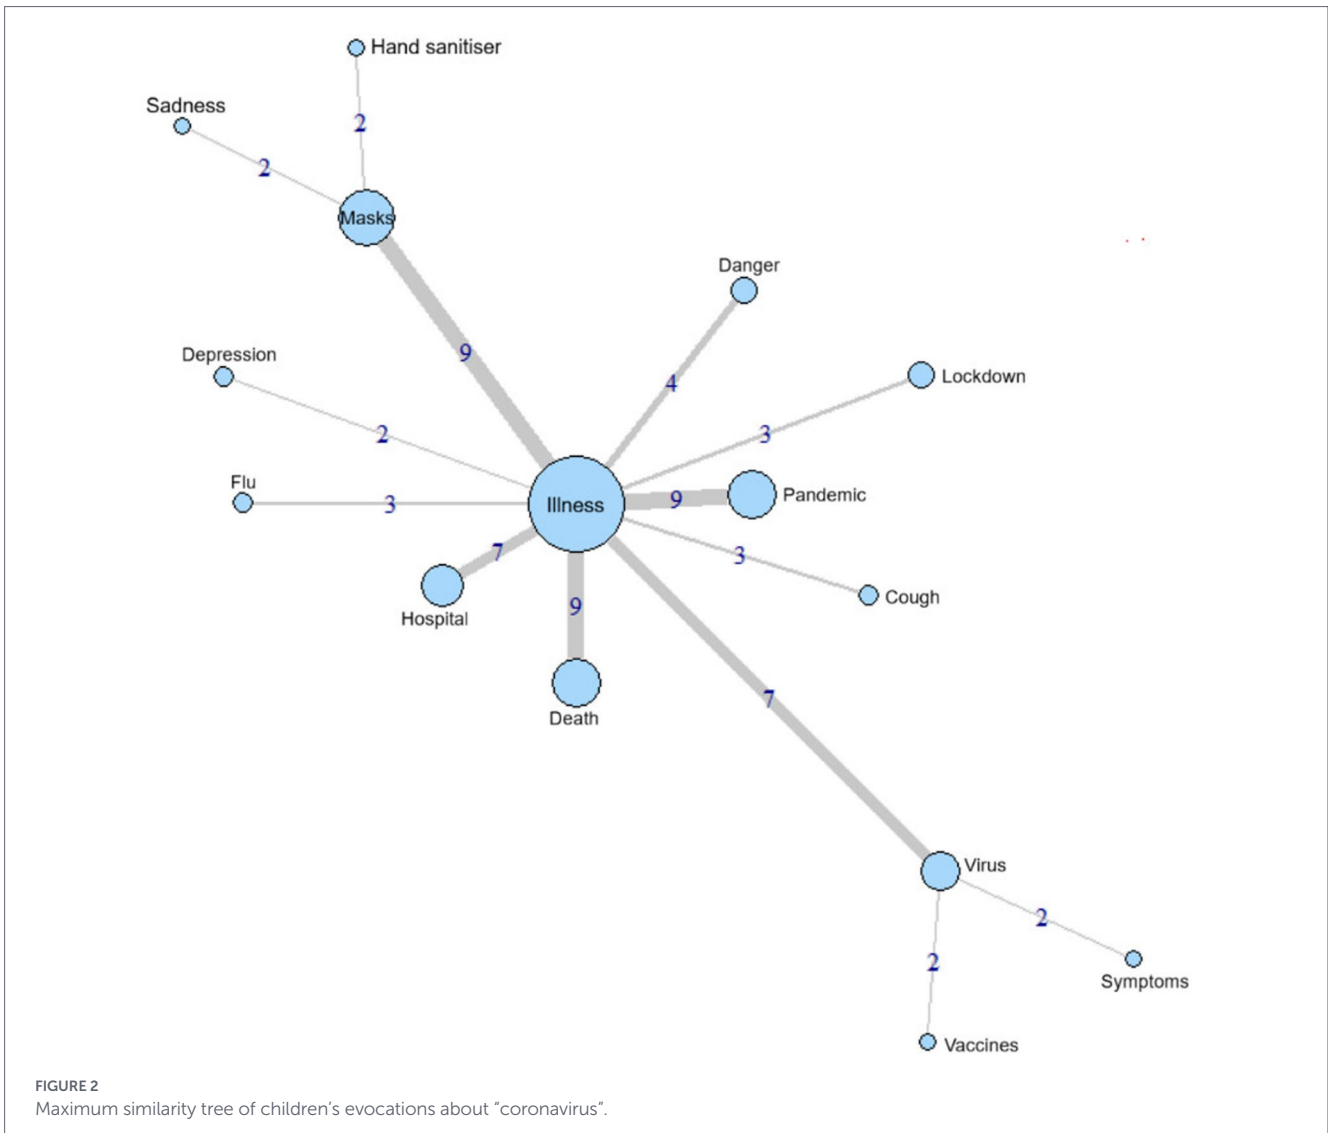 Hand sanitiser
Sadness
2
2
Masks
Danger
9
Depression
4
Lockdown
2
3
Flu
3
Illness
9
Pandemic
7
3
Hospital
9
Cough
Death
7
Virus
2
2
Symptoms
Vaccines
FIGURE 2
Maximum similarity tree of children’s evocations about “coronavirus”.